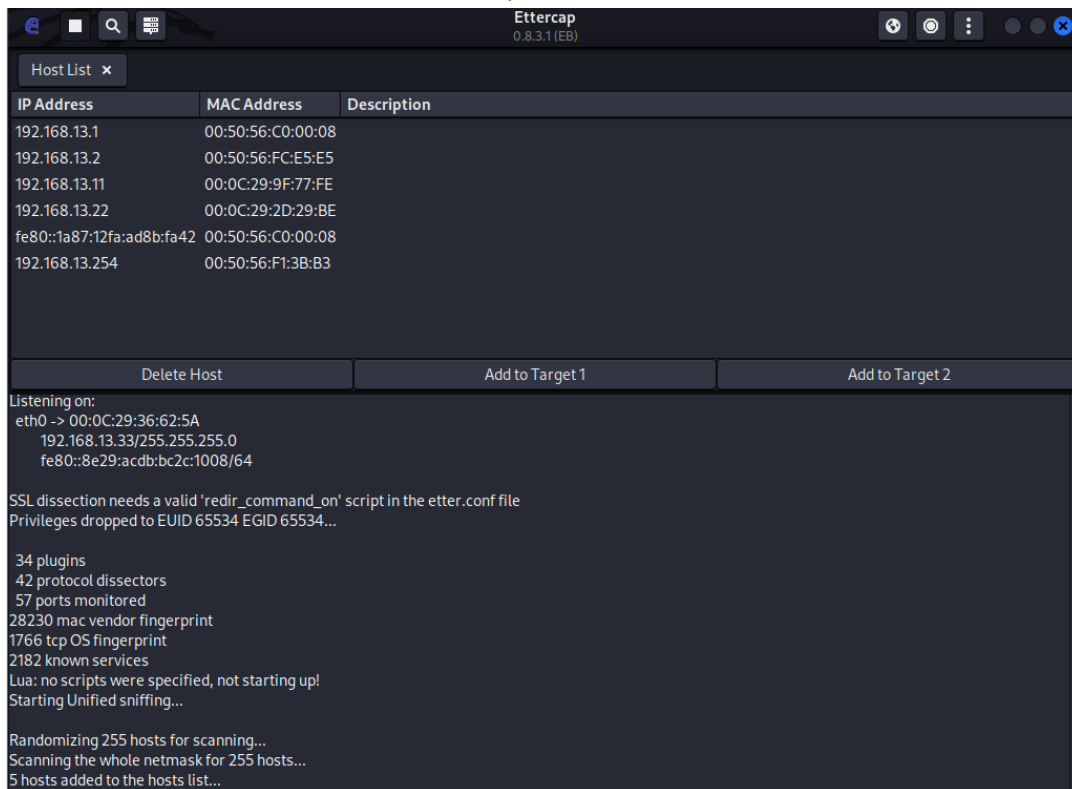 Ettercap
0.8.3.1 (EB)
Host List ×
IP Address MAC Address Description
192.168.13.1 00:50:56:C0:00:08
192.168.13.2 00:50:56:FC:E5:E5
192.168.13.11 00:0C:29:9F:77:FE
192.168.13.22 00:0C:29:2D:29:BE
fe80::1a87:12fa:ad8b:fa42 00:50:56:C0:00:08
192.168.13.254 00:50:56:F1:3B:B3
Delete Host Add to Target 1 Add to Target 2
Listening on:
eth0 -> 00:0C:29:36:62:5A
192.168.13.33/255.255.255.0
fe80::8e29:acdb:bc2c:1008/64
SSL dissection needs a valid 'redir_command_on' script in the etter.conf file
Privileges dropped to EUID 65534 EGID 65534...
34 plugins
42 protocol dissectors
57 ports monitored
28230 mac vendor fingerprint
1766 tcp OS fingerprint
2182 known services
Lua: no scripts were specified, not starting up!
Starting Unified sniffing...
Randomizing 255 hosts for scanning...
Scanning the whole netmask for 255 hosts...
5 hosts added to the hosts list...